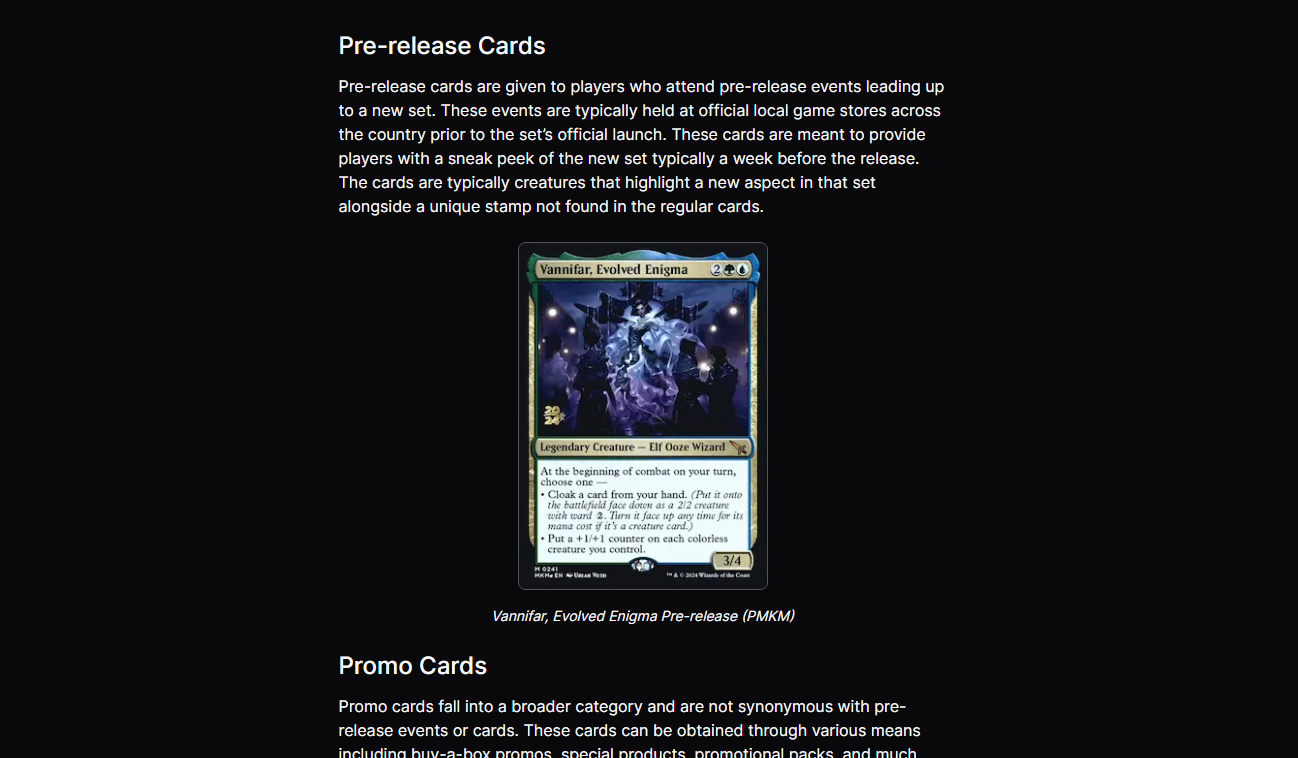 Pre-release Cards
Pre-release cards are given to players who attend pre-release events leading up
to a new set. These events are typically held at official local game stores across
the country prior to the set’s official launch. These cards are meant to provide
players with a sneak peek of the new set typically a week before the release.
The cards are typically creatures that highlight a new aspect in that set
alongside a unique stamp not found in the regular cards.
Vannifar, Evolved Enigma 2
2024
Legendary Creature — Elf Ooze Wizard
At the beginning of combat on your turn,
choose one —
• Cloak a card from your hand. (Put it onto
the battlefield face down as a 2/2 creature
with ward 2. Turn it face up any time for its
mana cost if it's a creature card.)
• Put a +1/+1 counter on each colorless
creature you control.
3/4
M 0241
MKM EN Uriah Voth
™ & © 2024 Wizards of the Coast
Vannifar, Evolved Enigma Pre-release (PMKM)
Promo Cards
Promo cards fall into a broader category and are not synonymous with pre-
release events or cards. These cards can be obtained through various means
including buy-a-box promos, special products, promotional packs, and much